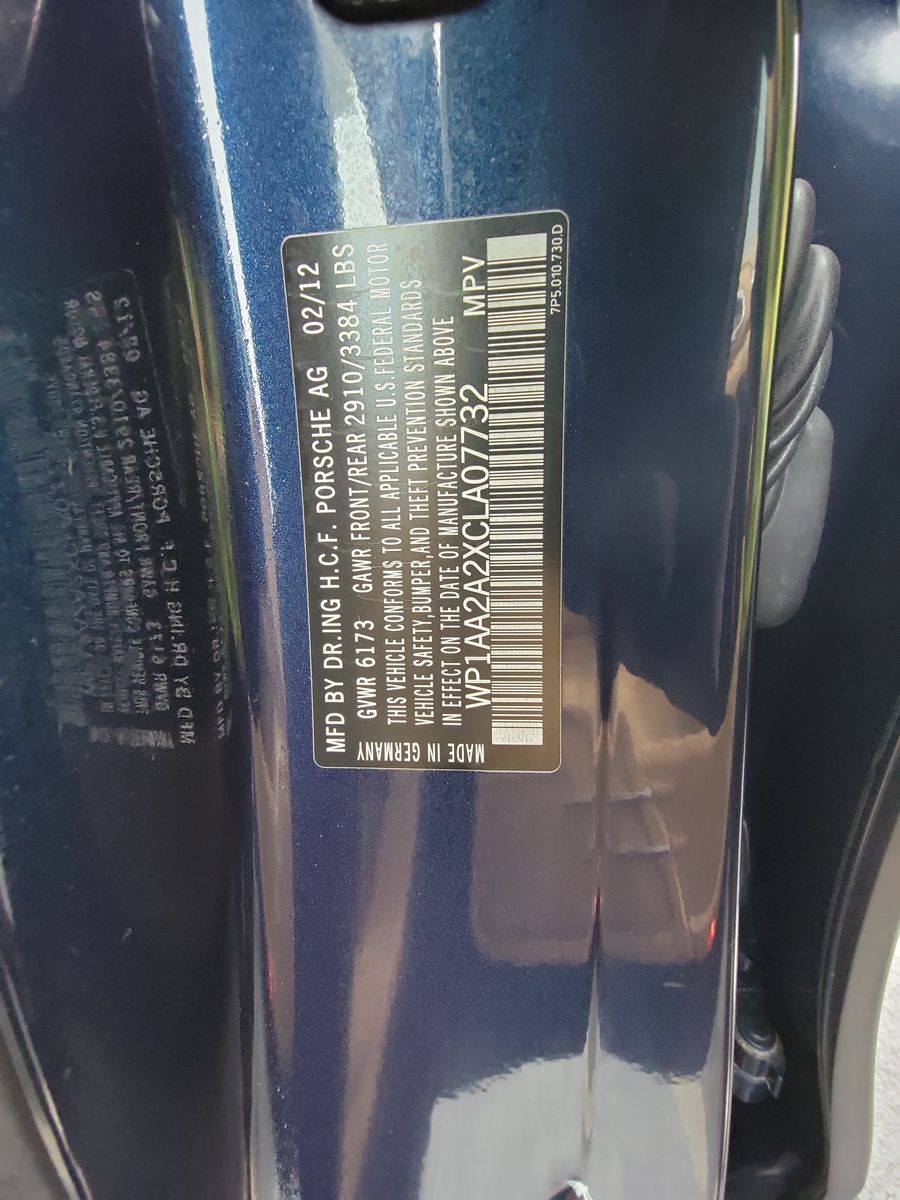 MFD BY DR.ING H.C.F. PORSCHE AG 02/12
GVWR 6173 GAWR FRONT/REAR 2910/3384 LBS
THIS VEHICLE CONFORMS TO ALL APPLICABLE U.S.FEDERAL MOTOR
VEHICLE SAFETY,BUMPER,AND THEFT PREVENTION STANDARDS
IN EFFECT ON THE DATE OF MANUFACTURE SHOWN ABOVE
WP1AA2A2XCLA07732 MPV
MADE IN GERMANY
7P5.010.730.D